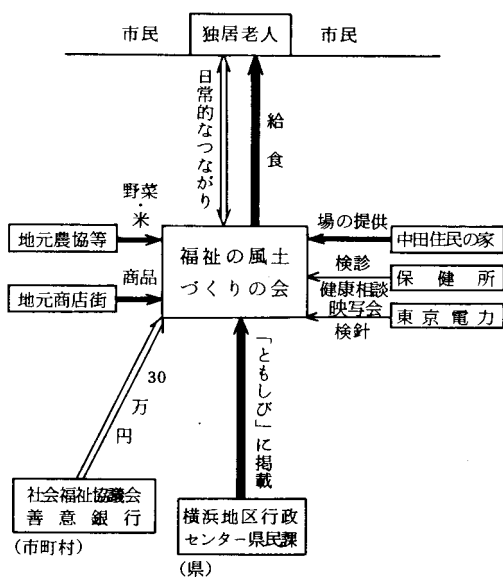 市民
独居老人
市民
日常的なつながり
給食
野菜・米
地元農協等
商品
地元商店街
福祉の風土
づくりの会
場の提供
中田住民の家
検診
健康相談
保健所
映写会
検針
東京電力
30万円
「ともしび」に掲載
社会福祉協議会
善意銀行
(市町村)
横浜地区行政
センター県民課
(県)